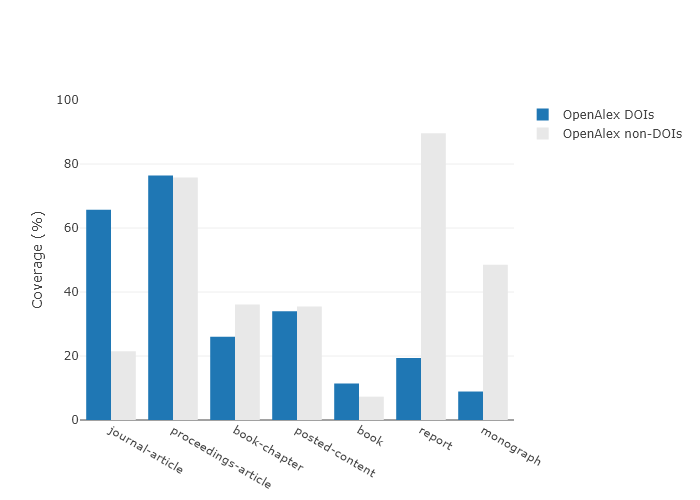 100
80
60
40
20
0
Coverage (%)
journal-article
proceedings-article
book-chapter
posted-content
book
report
monograph
OpenAlex DOIs
OpenAlex non-DOIs